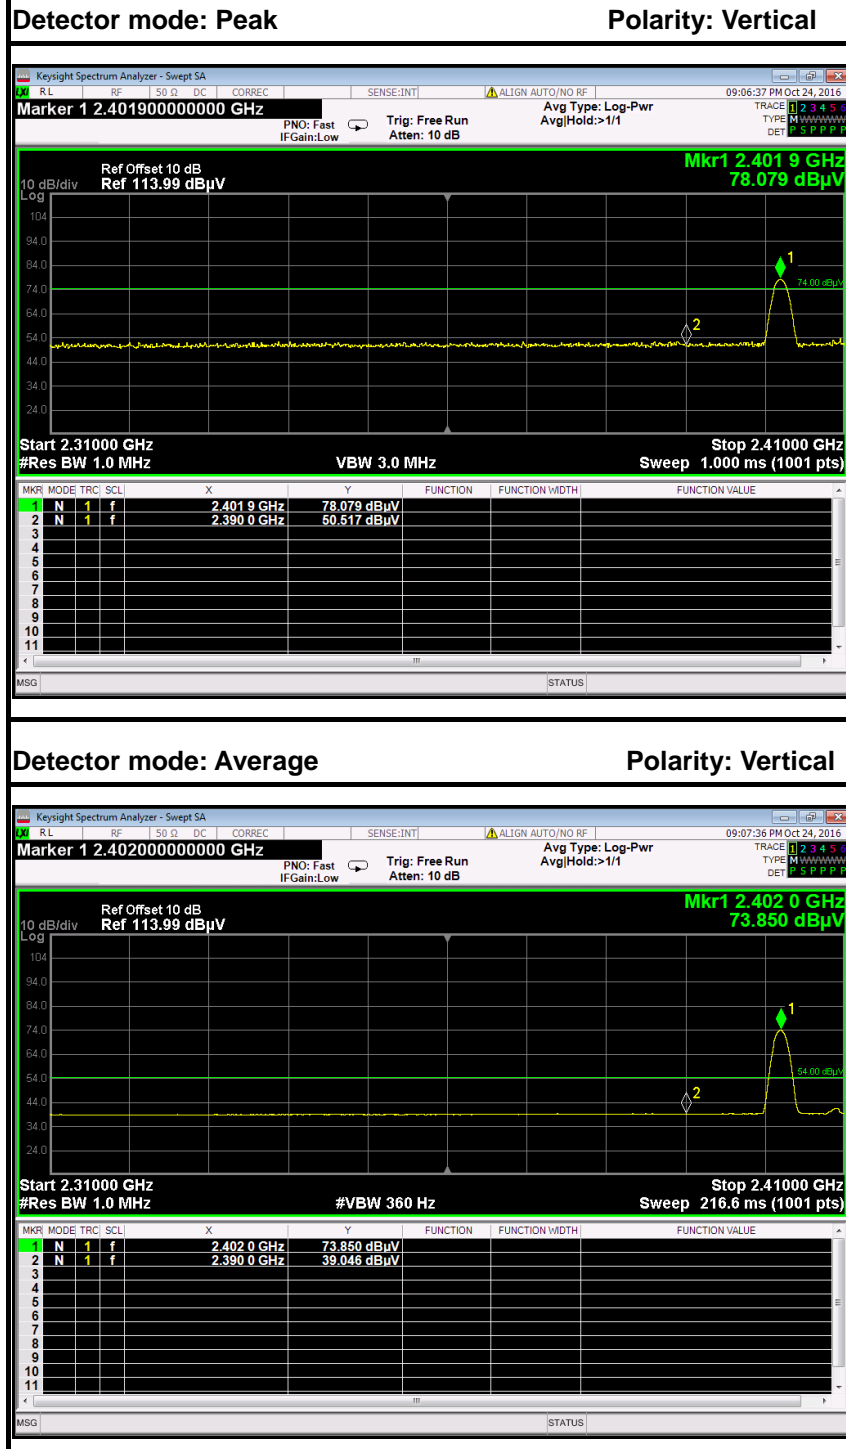 Detector mode: Peak Polarity: Vertical
Keysight Spectrum Analyzer - Swept SA
LXI RL RF 50 Ω DC CORREC SENSE:INT ALIGN AUTO/NO RF 09:06:37 PM Oct 24, 2016
Marker 1 2.401900000000 GHz Avg Type: Log-Pwr TRACE 1 2 3 4 5 6
PNO: Fast Trig: Free Run Avg|Hold:>1/1 TYPE M WWWWW
IFGain:Low Atten: 10 dB DET P S P P P P
Mkr1 2.401 9 GHz
Ref Offset 10 dB
10 dB/div Ref 113.99 dBµV 78.079 dBµV
Log
104
94.0
1
84.0
74.00 dBµV
74.0
64.0
2
54.0
44.0
34.0
24.0
Start 2.31000 GHz Stop 2.41000 GHz
#Res BW 1.0 MHz VBW 3.0 MHz Sweep 1.000 ms (1001 pts)
MKR MODE TRC SCL X Y FUNCTION FUNCTION WIDTH FUNCTION VALUE
1 N 1 f 2.401 9 GHz 78.079 dBµV
2 N 1 f 2.390 0 GHz 50.517 dBµV
3
4
5
6
7
8
9
10
11
MSG STATUS
Detector mode: Average Polarity: Vertical
Keysight Spectrum Analyzer - Swept SA
LXI RL RF 50 Ω DC CORREC SENSE:INT ALIGN AUTO/NO RF 09:07:36 PM Oct 24, 2016
Marker 1 2.402000000000 GHz Avg Type: Log-Pwr TRACE 1 2 3 4 5 6
PNO: Fast Trig: Free Run Avg|Hold:>1/1 TYPE M WWWWW
IFGain:Low Atten: 10 dB DET P S P P P P
Mkr1 2.402 0 GHz
Ref Offset 10 dB
10 dB/div Ref 113.99 dBµV 73.850 dBµV
Log
104
94.0
84.0
1
74.0
64.0
54.00 dBµV
54.0
2
44.0
34.0
24.0
Start 2.31000 GHz Stop 2.41000 GHz
#Res BW 1.0 MHz #VBW 360 Hz Sweep 216.6 ms (1001 pts)
MKR MODE TRC SCL X Y FUNCTION FUNCTION WIDTH FUNCTION VALUE
1 N 1 f 2.402 0 GHz 73.850 dBµV
2 N 1 f 2.390 0 GHz 39.046 dBµV
3
4
5
6
7
8
9
10
11
MSG STATUS